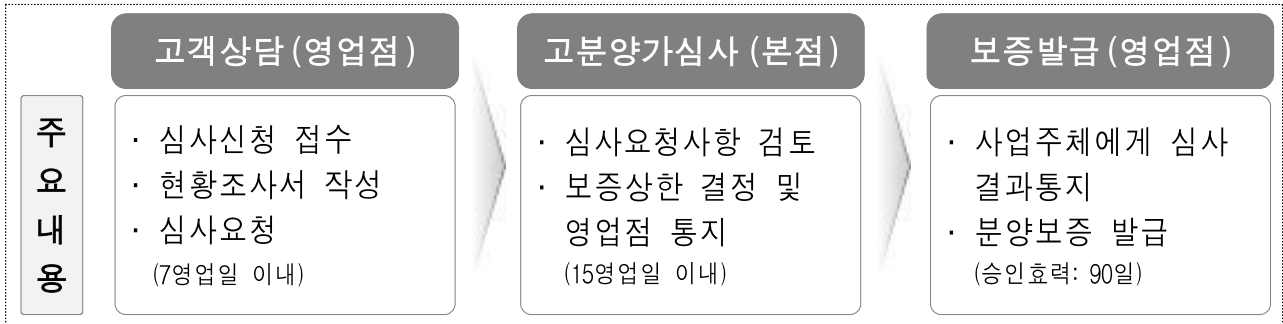 고객상담(영업점)
고분양가심사(본점)
보증발급(영업점)
주
요
내
용
· 심사신청 접수
· 현황조사서 작성
· 심사요청
(7영업일 이내)
· 심사요청사항 검토
· 보증상한 결정 및
영업점 통지
(15영업일 이내)
· 사업주체에게 심사
결과통지
· 분양보증 발급
(승인효력: 90일)